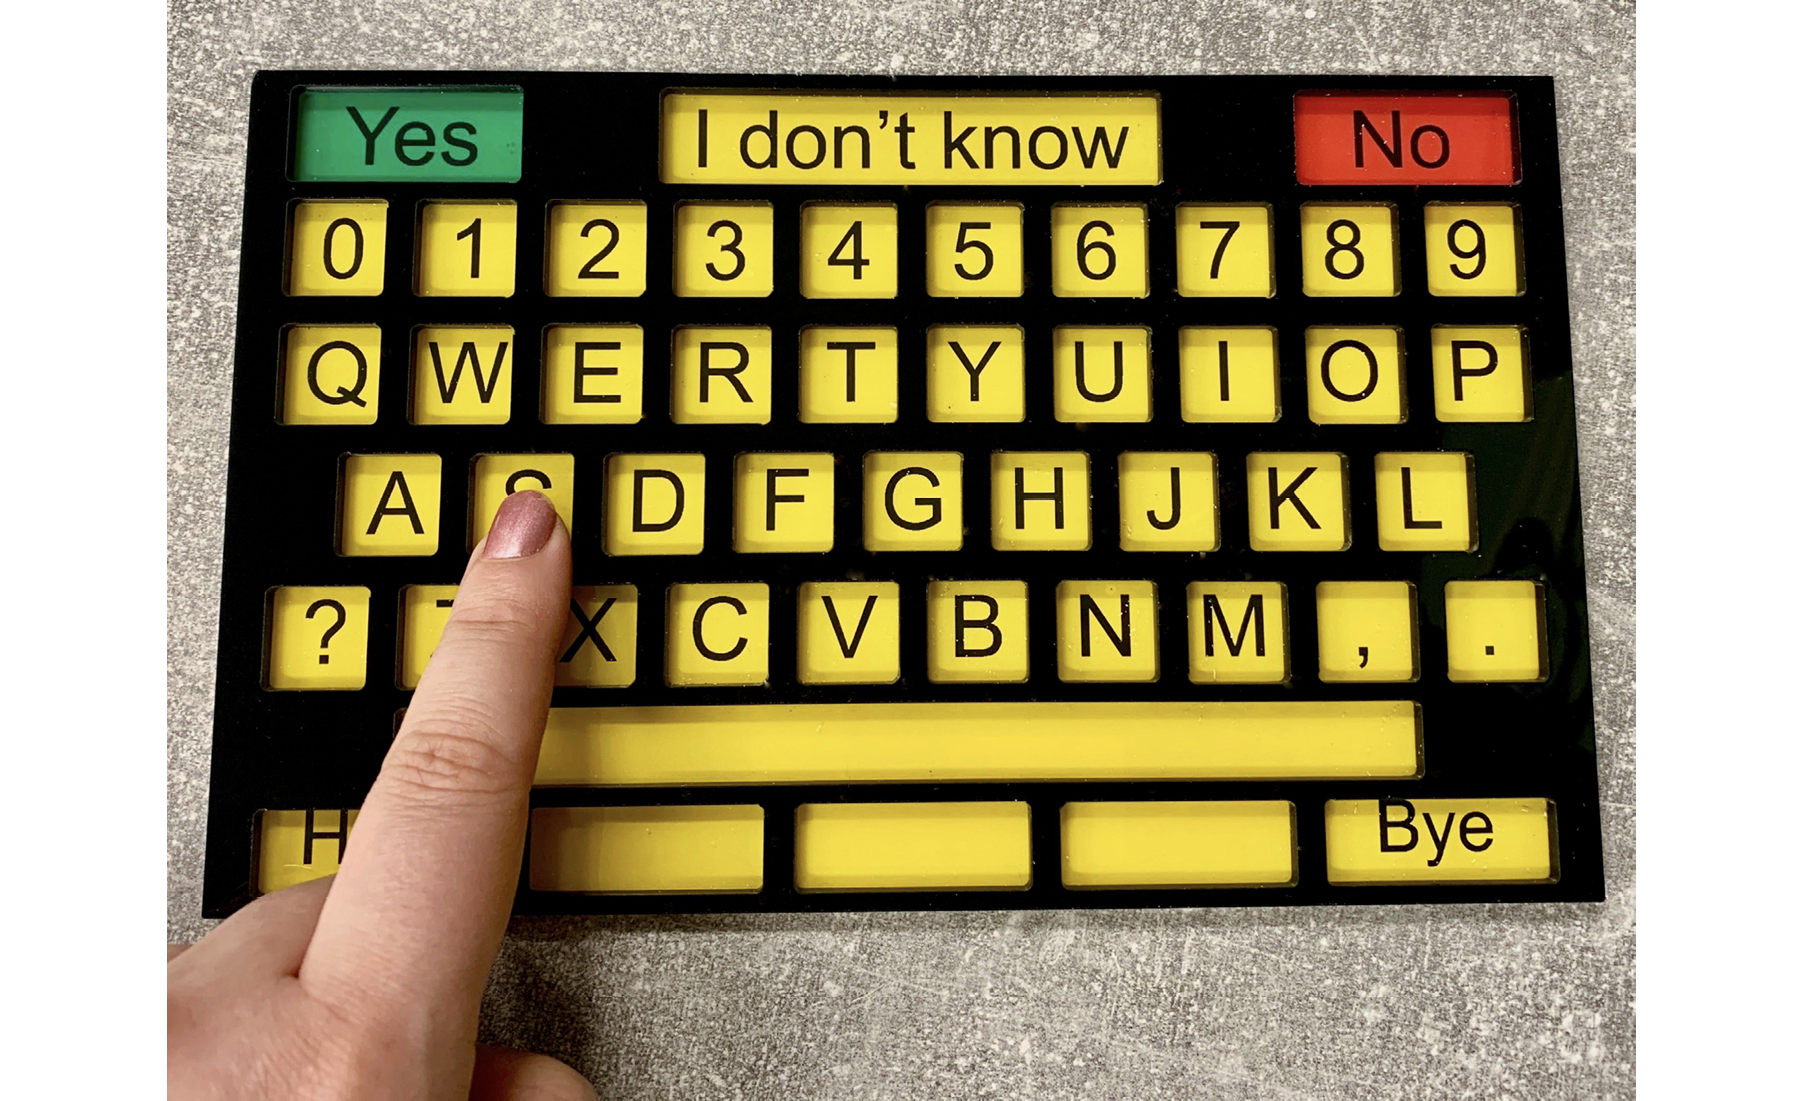 Yes I don't know No
0 1 2 3 4 5 6 7 8 9
Q W E R T Y U I O P
A S D F G H J K L
? Z X C V B N M , .
H Bye